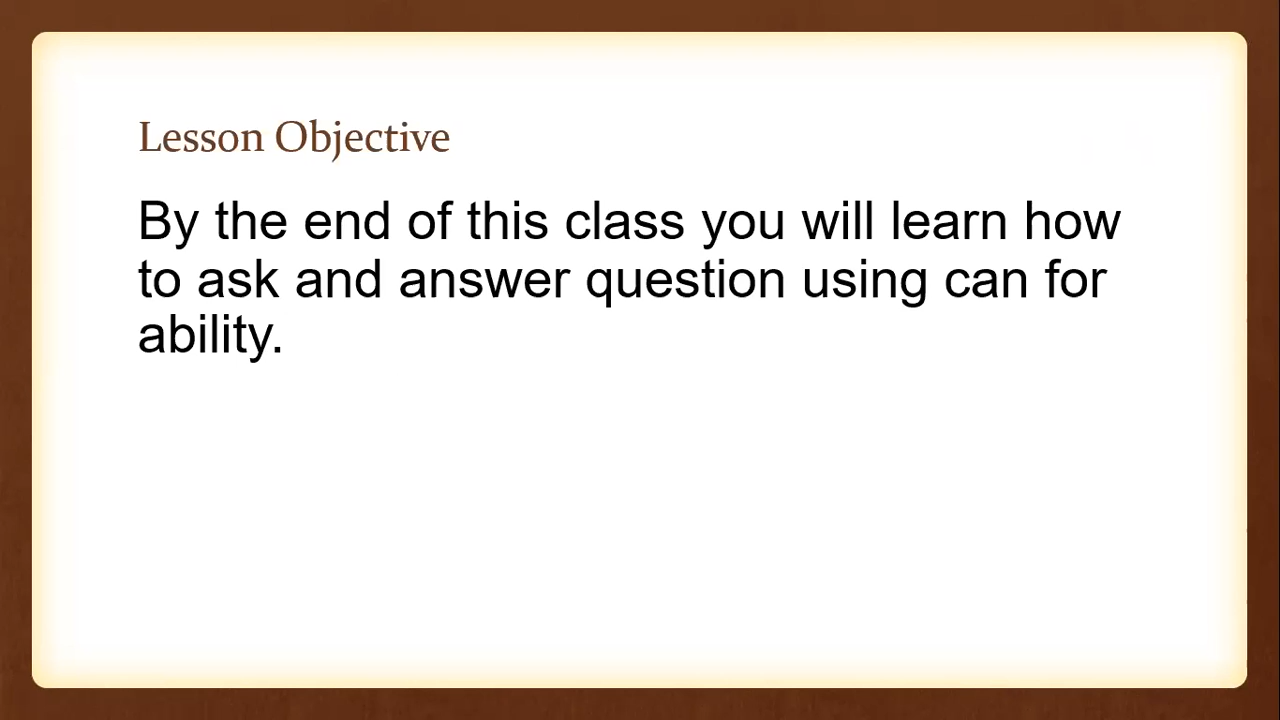 Lesson Objective
By the end of this class you will learn how
to ask and answer question using can for
ability.